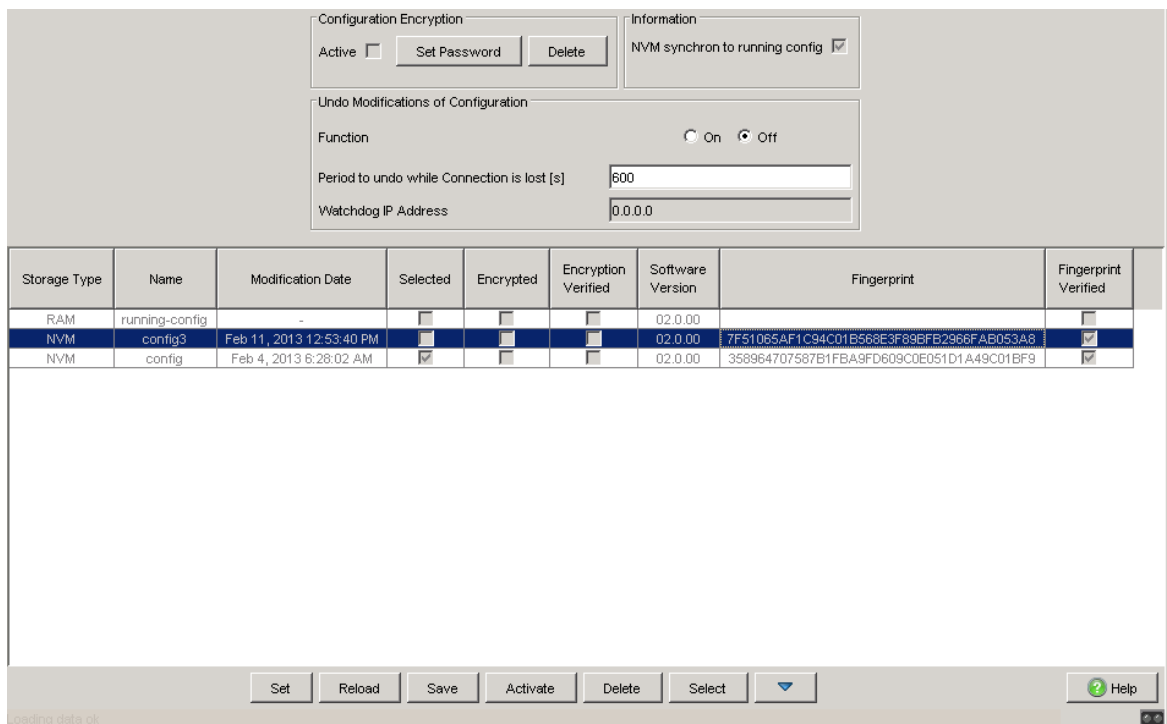 Configuration Encryption
Information
Active Set Password Delete
NVM synchron to running config
Undo Modifications of Configuration
Function On Off
Period to undo while Connection is lost [s] 600
Watchdog IP Address 0.0.0.0
Storage Type Name Modification Date Selected Encrypted Encryption Verified Software Version Fingerprint Fingerprint Verified
RAM running-config - 02.0.00
NVM config3 Feb 11, 2013 12:53:40 PM 02.0.00 7F51065AF1C94C01B568E3F89BFB2966FAB053A8
NVM config Feb 4, 2013 6:28:02 AM 02.0.00 358964707587B1FBA9FD609C0E051D1A49C01BF9
Set Reload Save Activate Delete Select Help
Loading data ok